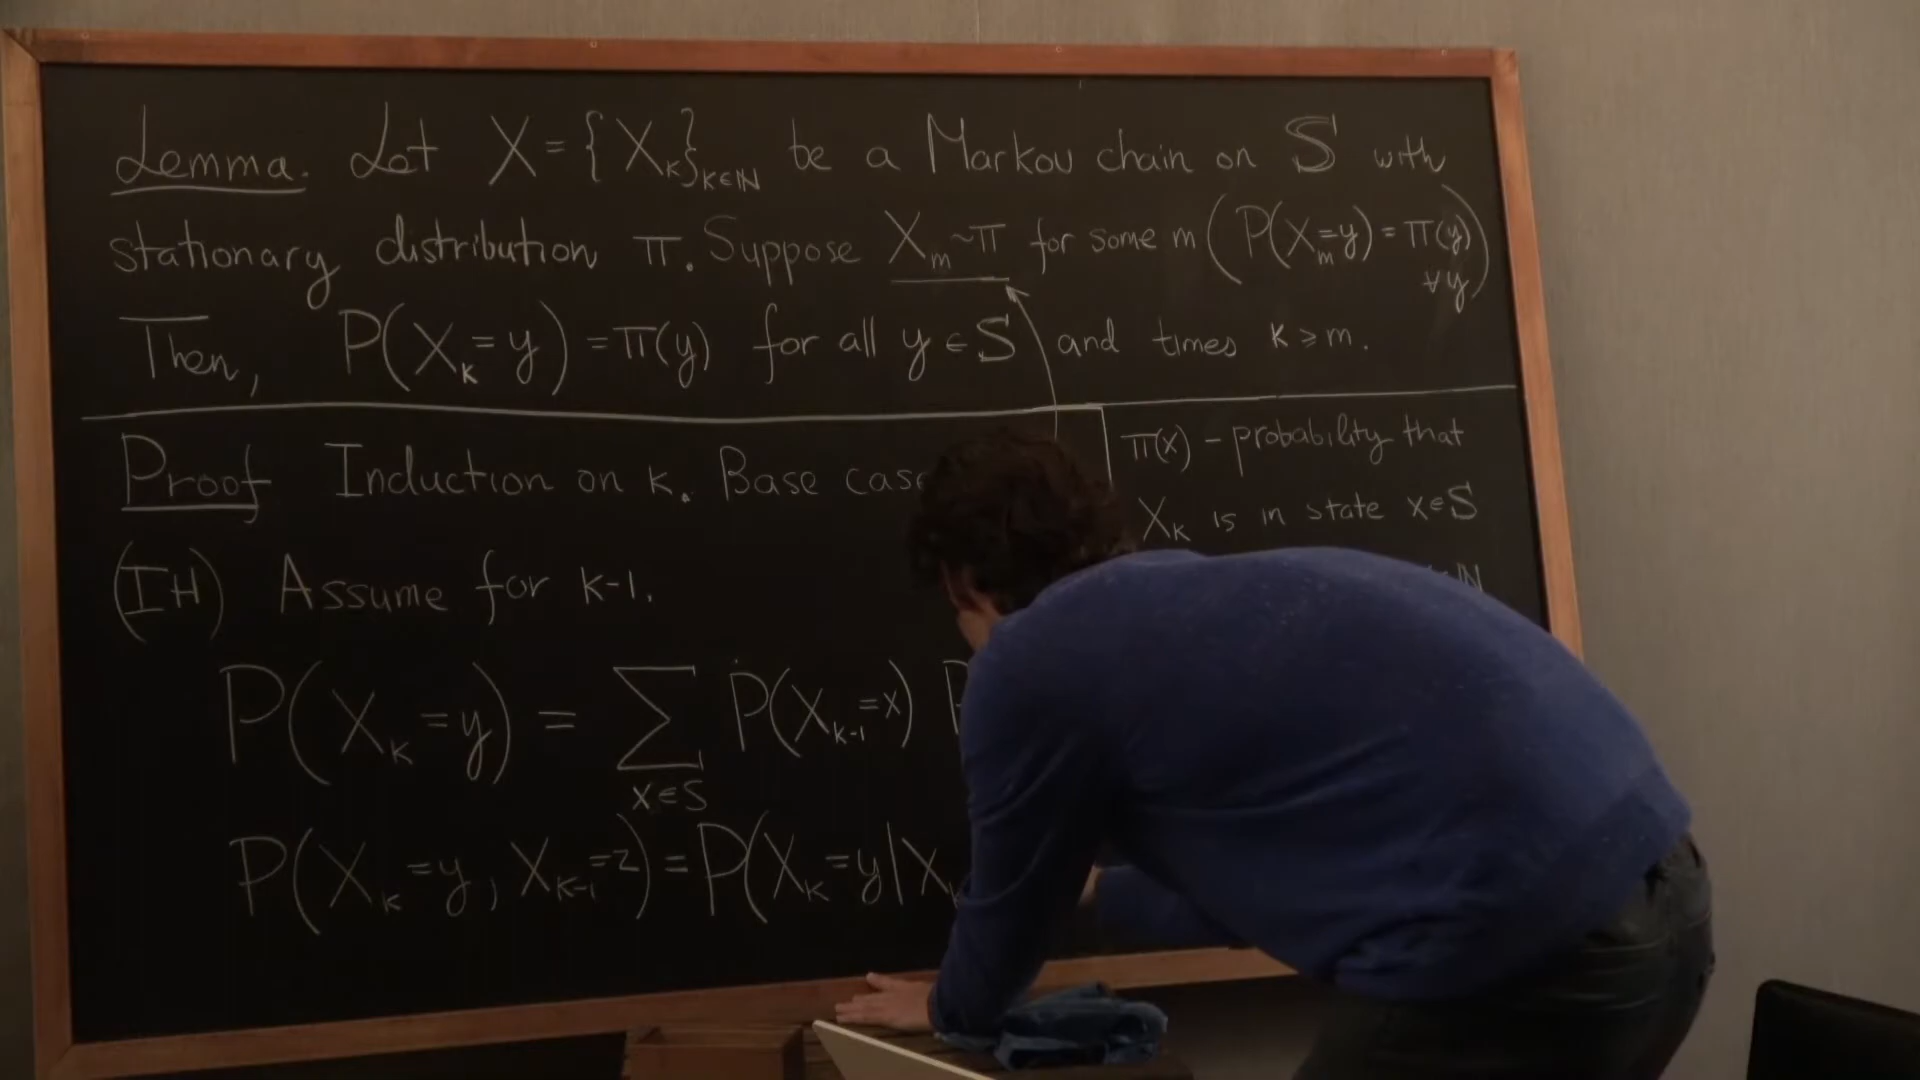 Lemma. Let X = {X_k}_{k∈ℕ} be a Markov chain on S with
stationary distribution π. Suppose X_m ~ π for some m (P(X_m = y) = π(y)
∀y)
Then, P(X_k = y) = π(y) for all y ∈ S and times k ≥ m.
Proof Induction on k. Base case
(IH) Assume for k-1.
P(X_k = y) = ∑_{x∈S} P(X_{k-1} = x) P
P(X_k = y, X_{k-1} = z) = P(X_k = y | X
π(x) - probability that
X_k is in state x ∈ S
ℕ